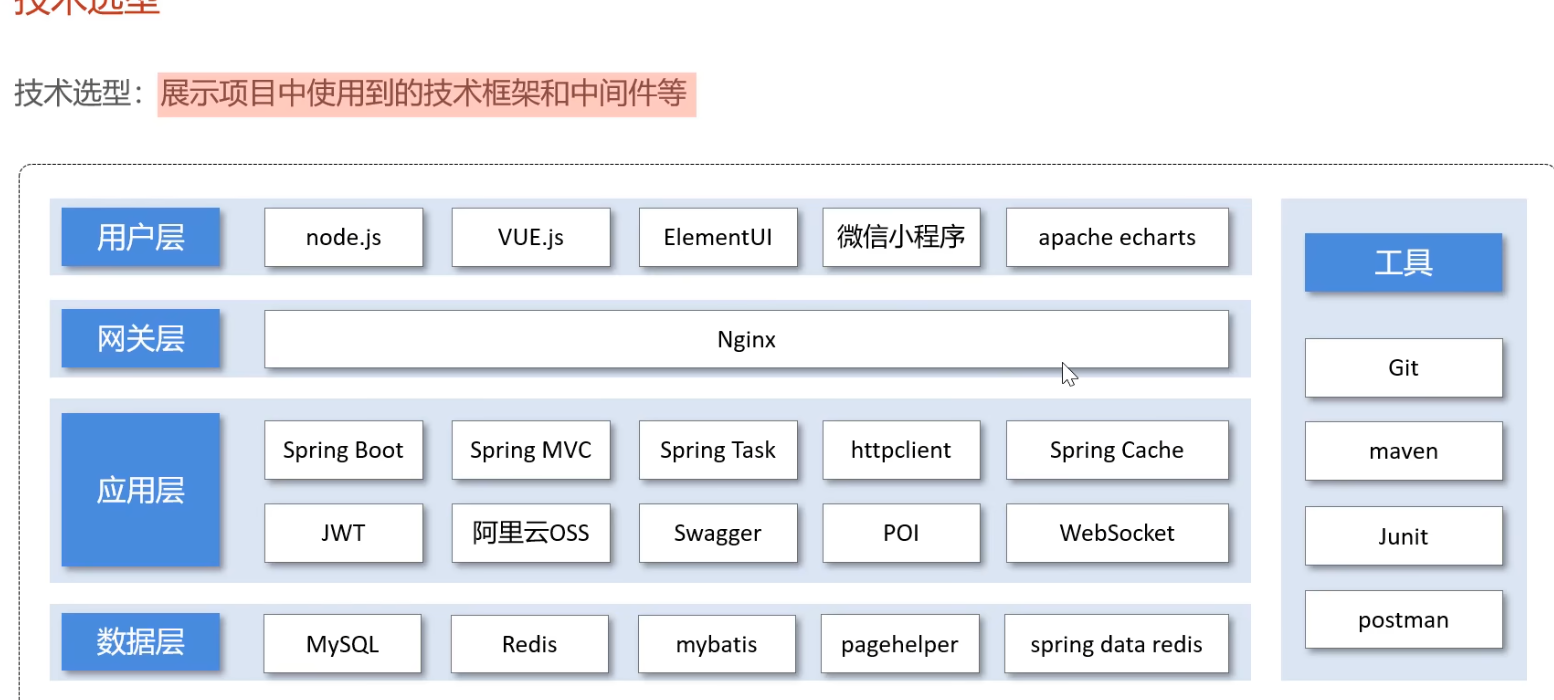 技术选型
技术选型：展示项目中使用到的技术框架和中间件等
用户层
node.js
VUE.js
ElementUI
微信小程序
apache echarts
网关层
Nginx
应用层
Spring Boot
Spring MVC
Spring Task
httpclient
Spring Cache
JWT
阿里云OSS
Swagger
POI
WebSocket
数据层
MySQL
Redis
mybatis
pagehelper
spring data redis
工具
Git
maven
Junit
postman